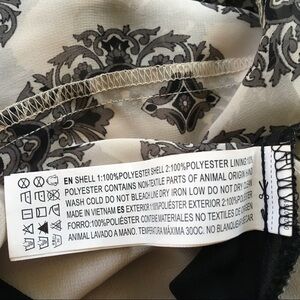 EN SHELL 1:100%POLYESTER SHELL 2:100%POLYESTER LINING:100%
POLYESTER CONTAINS NON-TEXTILE PARTS OF ANIMAL ORIGIN HAND
WASH COLD DO NOT BLEACH LINE DRY IRON LOW DO NOT DRY CLEAN
MADE IN VIETNAM ES EXTERIOR 1:100%POLIÉSTER EXTERIOR 2:100%POLIÉSTER
FORRO:100%POLIÉSTER CONTIENE MATERIALES NO TEXTILES DE ORIGEN
ANIMAL LAVADO A MANO. TEMPERATURA MÁXIMA 30ºC. NO BLANQUEAR